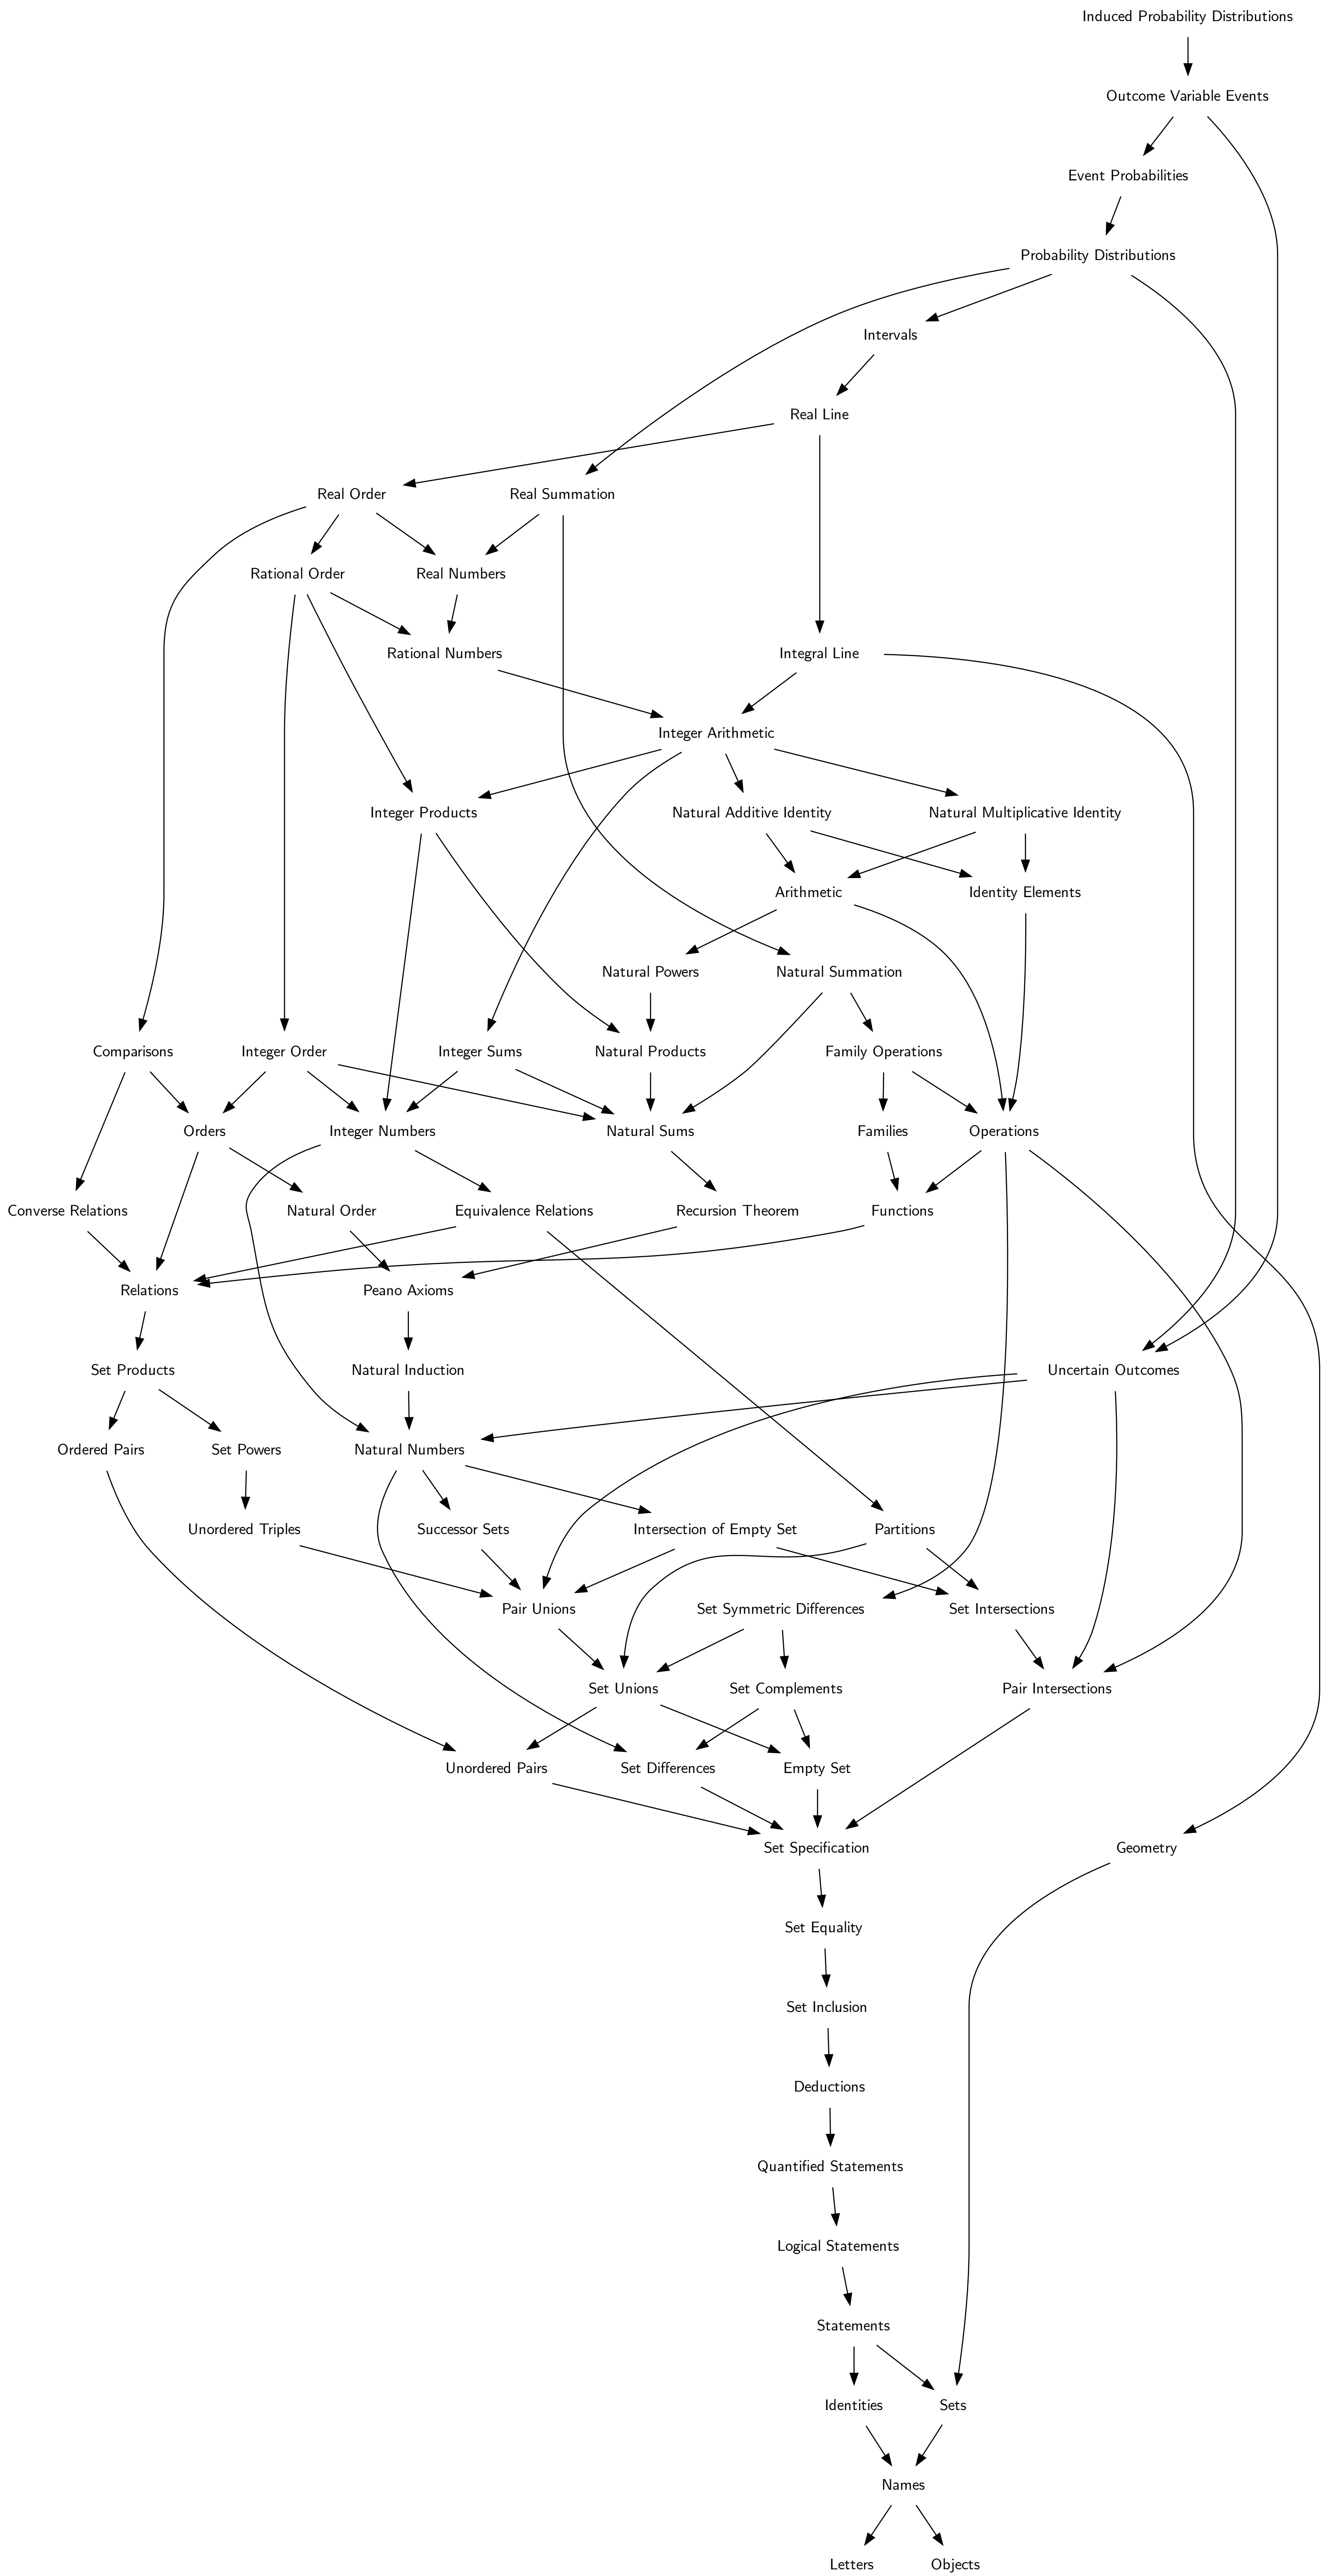 Induced Probability Distributions
Outcome Variable Events
Event Probabilities
Probability Distributions
Intervals
Real Line
Real Order
Real Summation
Rational Order
Real Numbers
Rational Numbers
Integral Line
Integer Arithmetic
Integer Products
Natural Additive Identity
Natural Multiplicative Identity
Arithmetic
Identity Elements
Natural Powers
Natural Summation
Comparisons
Integer Order
Integer Sums
Natural Products
Family Operations
Orders
Integer Numbers
Natural Sums
Families
Operations
Converse Relations
Natural Order
Equivalence Relations
Recursion Theorem
Functions
Relations
Peano Axioms
Set Products
Natural Induction
Uncertain Outcomes
Ordered Pairs
Set Powers
Natural Numbers
Unordered Triples
Successor Sets
Intersection of Empty Set
Partitions
Pair Unions
Set Symmetric Differences
Set Intersections
Set Unions
Set Complements
Pair Intersections
Unordered Pairs
Set Differences
Empty Set
Set Specification
Geometry
Set Equality
Set Inclusion
Deductions
Quantified Statements
Logical Statements
Statements
Identities
Sets
Names
Letters
Objects